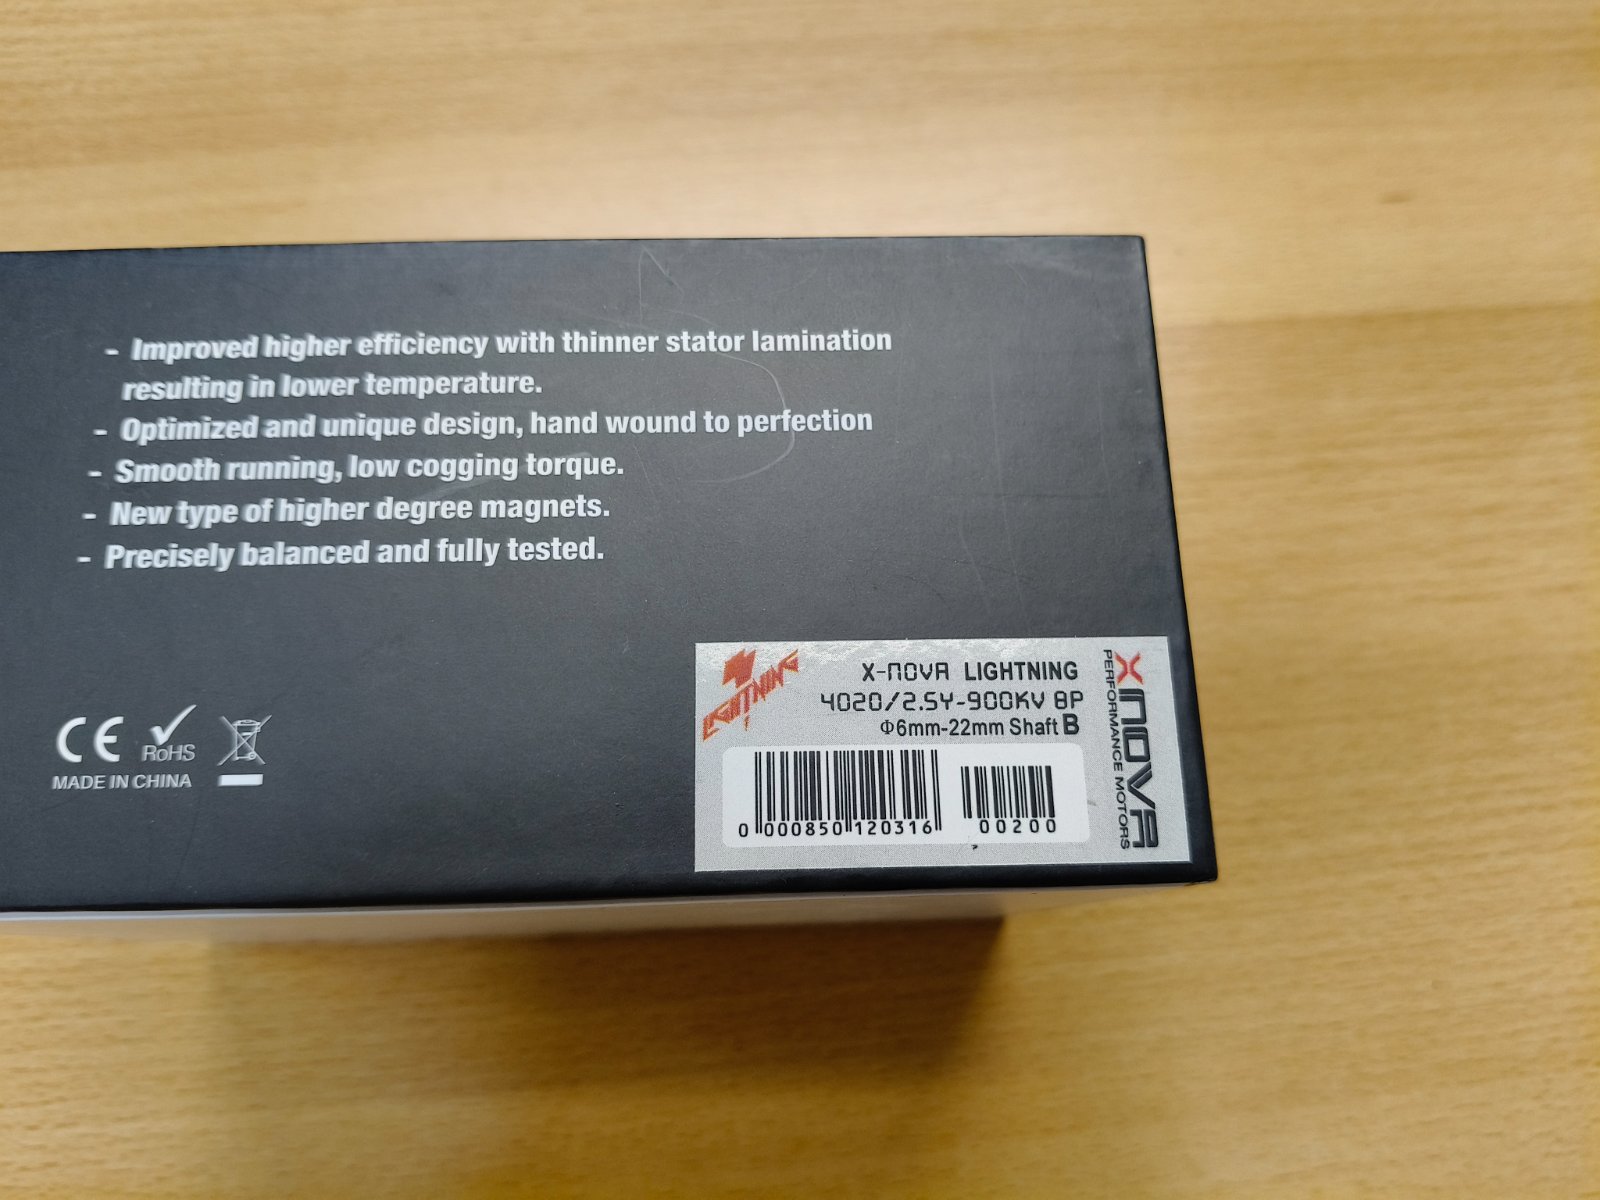 - Improved higher efficiency with thinner stator lamination
resulting in lower temperature.
- Optimized and unique design, hand wound to perfection
- Smooth running, low cogging torque.
- New type of higher degree magnets.
- Precisely balanced and fully tested.
CE
RoHS
MADE IN CHINA
LIGHTNING
X-NOVA LIGHTNING
4020/2.5Y-900KV 8P
Φ6mm-22mm Shaft B
0 000850 120316
00200
XNOVA
PERFORMANCE MOTORS